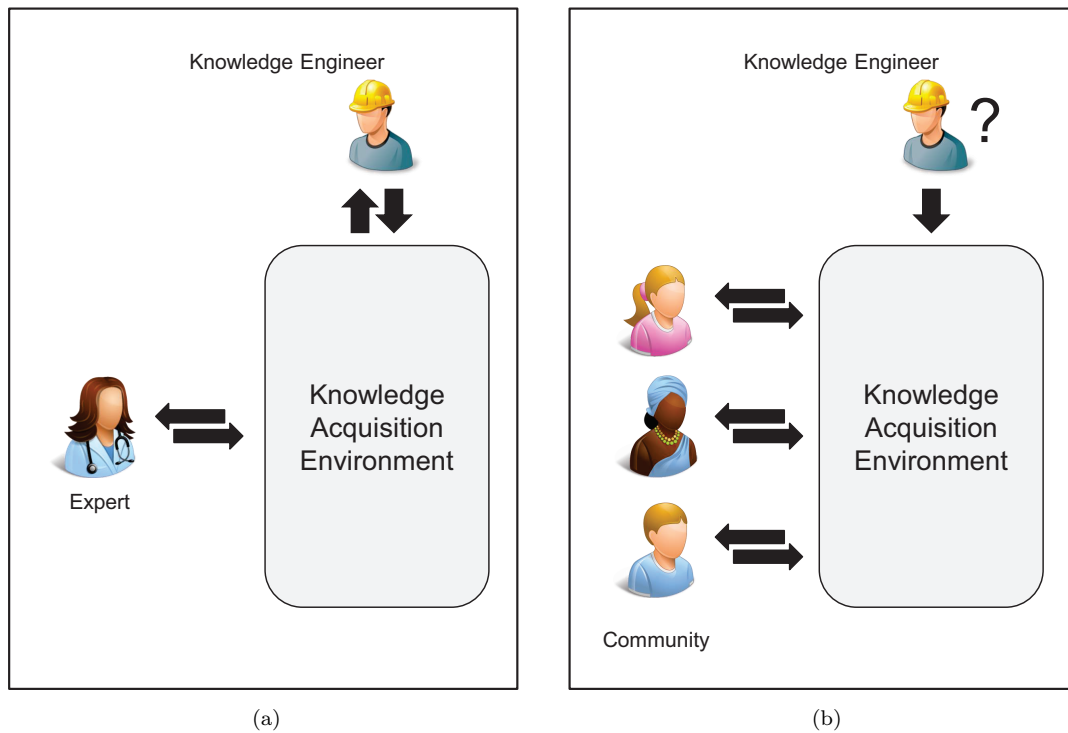 Knowledge Engineer
Knowledge
Acquisition
Environment
Expert
(a)
Knowledge Engineer
?
Knowledge
Acquisition
Environment
Community
(b)